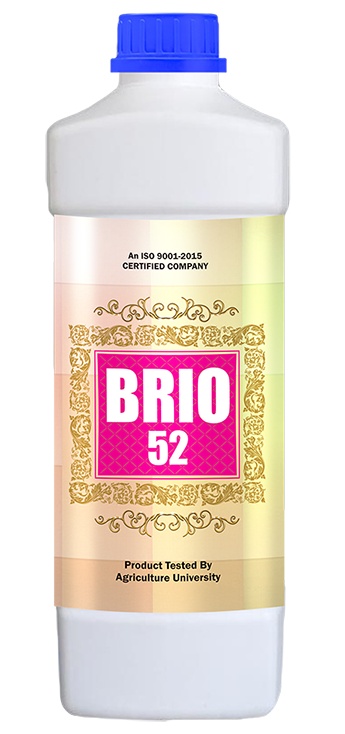 An ISO 9001-2015
CERTIFIED COMPANY
BRIO
52
Product Tested By
Agriculture University